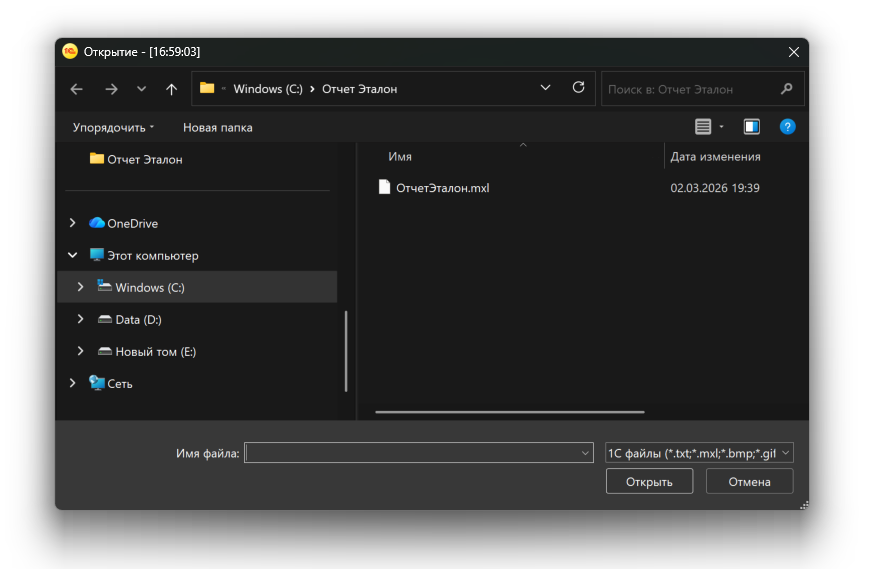 1С Открытие - [16:59:03]
Windows (C:) Отчет Эталон
Поиск в: Отчет Эталон
Упорядочить Новая папка
?
Отчет Эталон
OneDrive
Этот компьютер
Windows (C:)
Data (D:)
Новый том (E:)
Сеть
Имя Дата изменения
ОтчетЭталон.mxl 02.03.2026 19:39
Имя файла:
1С файлы (*.txt;*.mxl;*.bmp;*.gif
Открыть Отмена